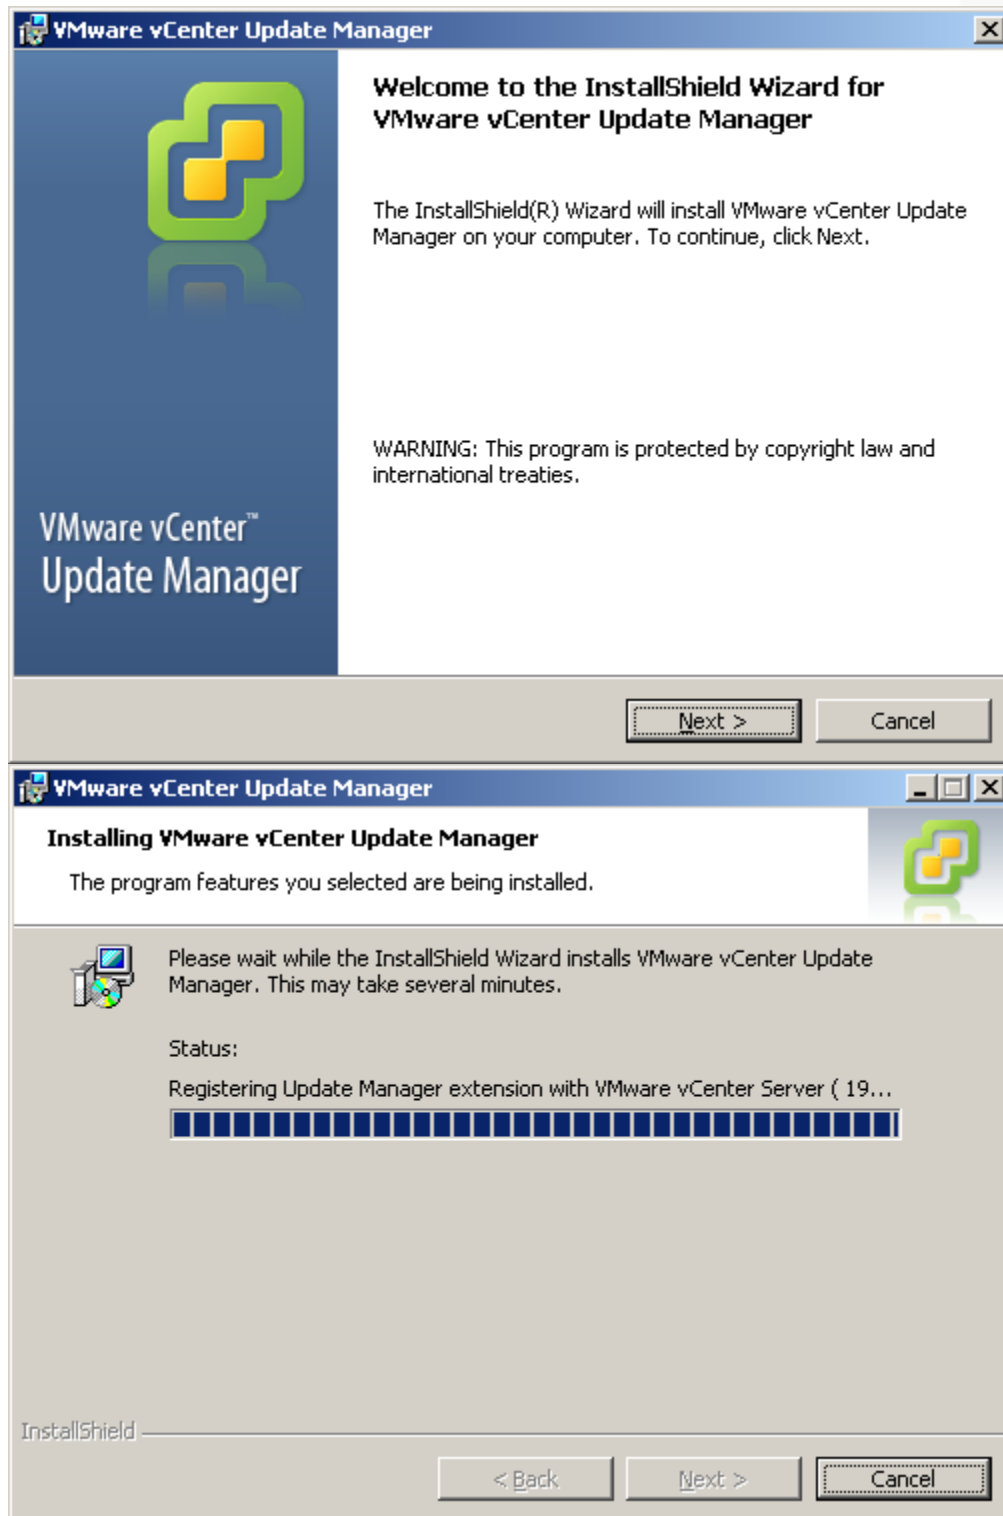 VMware vCenter Update Manager
Welcome to the InstallShield Wizard for
VMware vCenter Update Manager
The InstallShield(R) Wizard will install VMware vCenter Update
Manager on your computer. To continue, click Next.
WARNING: This program is protected by copyright law and
international treaties.
VMware vCenter™
Update Manager
Next >
Cancel
VMware vCenter Update Manager
Installing VMware vCenter Update Manager
The program features you selected are being installed.
Please wait while the InstallShield Wizard installs VMware vCenter Update
Manager. This may take several minutes.
Status:
Registering Update Manager extension with VMware vCenter Server ( 19...
InstallShield
< Back
Next >
Cancel